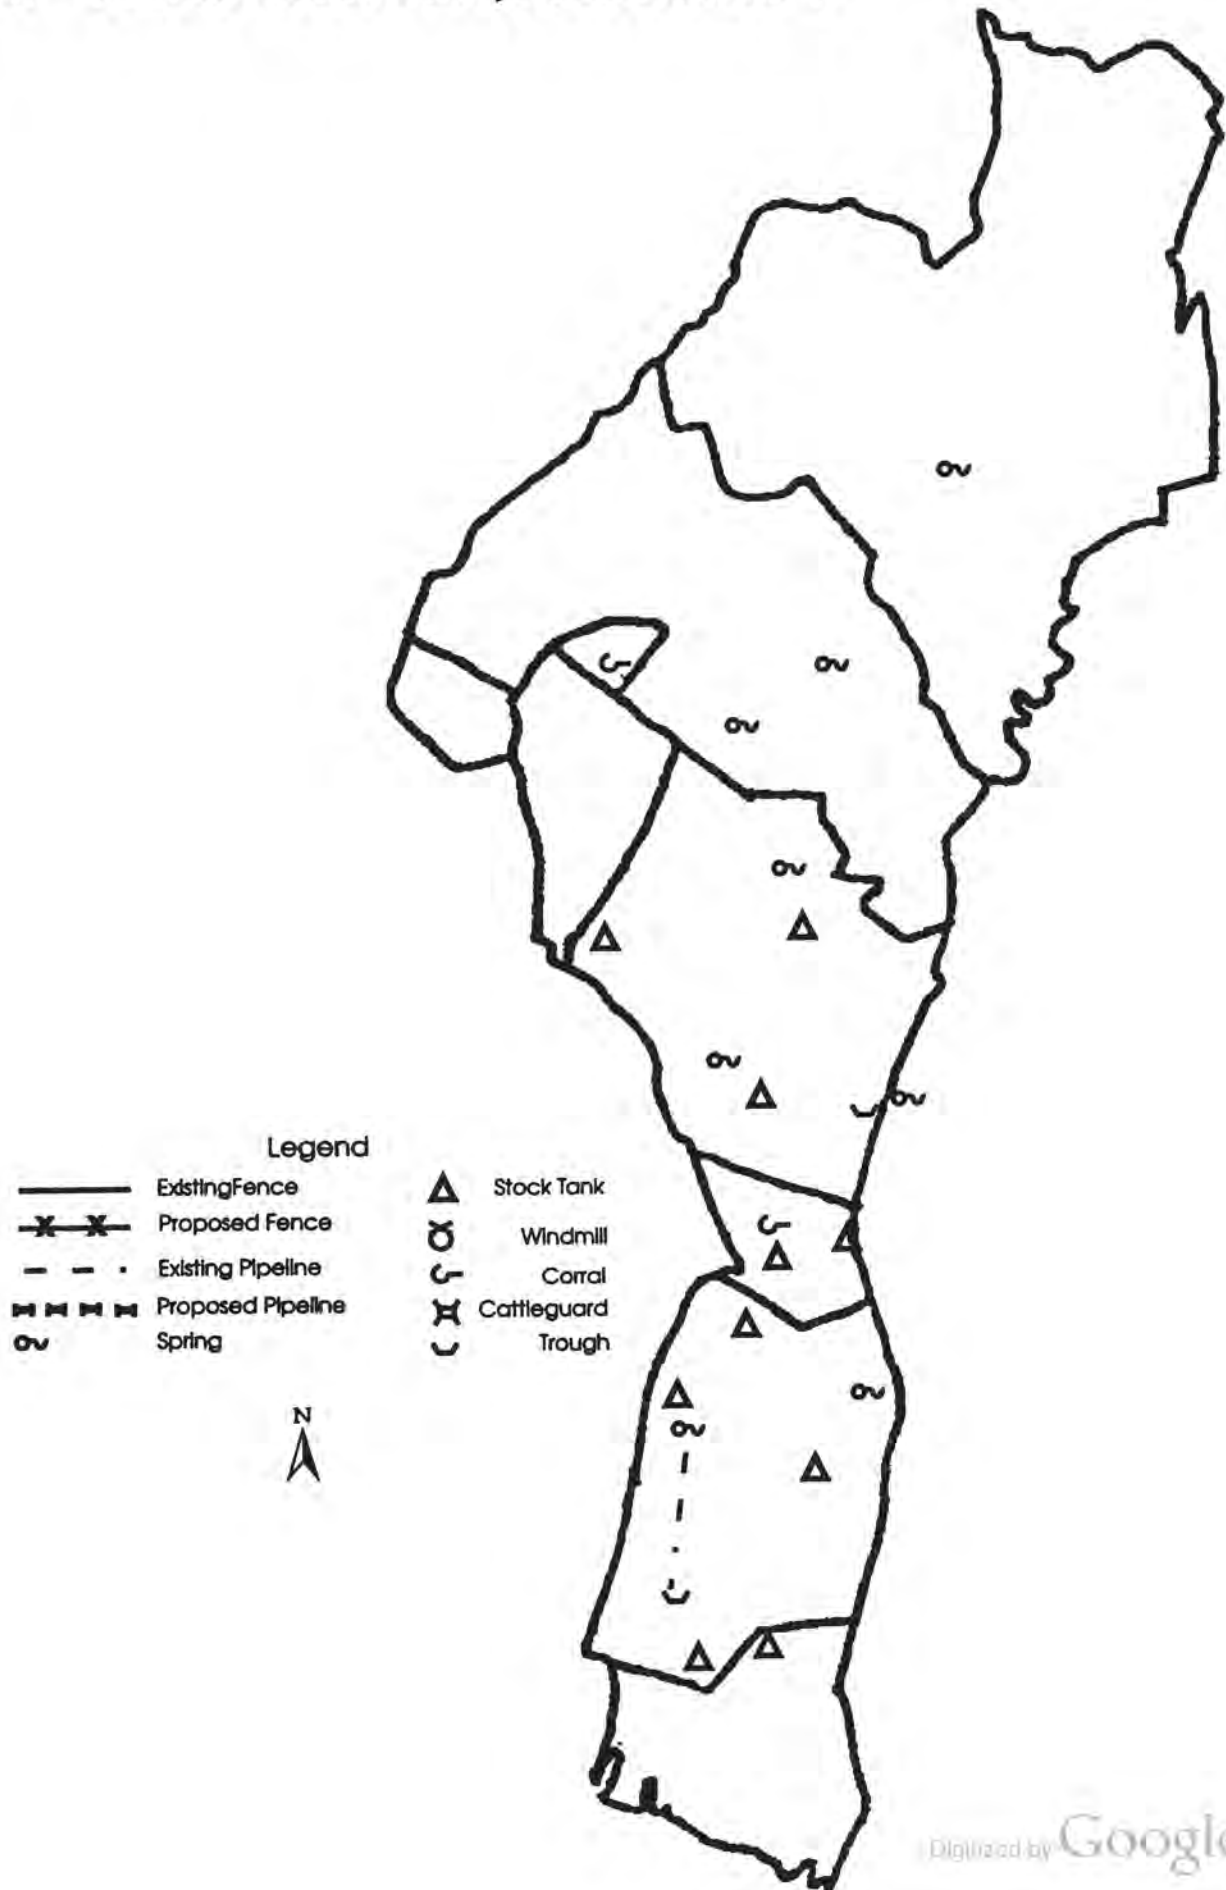 Legend
ExistingFence
Proposed Fence
Existing Pipeline
Proposed Pipeline
Spring
Stock Tank
Windmill
Corral
Cattleguard
Trough
N
Digitized by Google